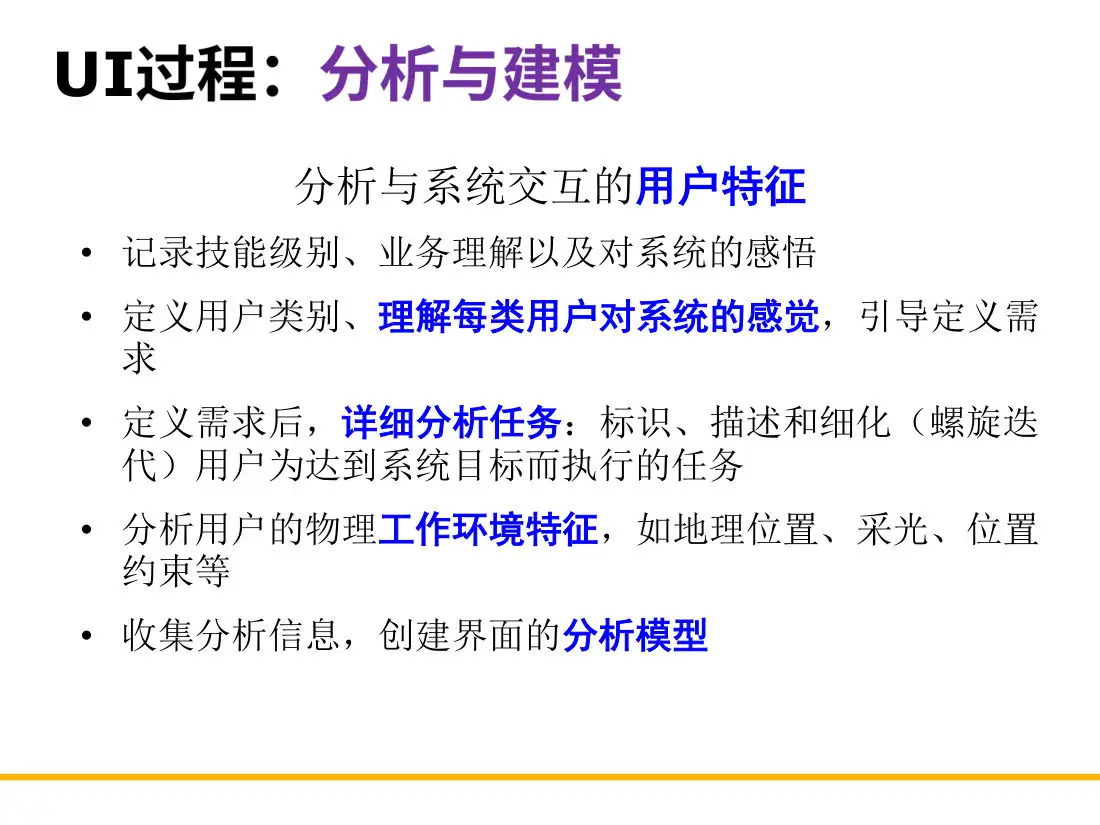 UI过程：分析与建模
分析与系统交互的用户特征
• 记录技能级别、业务理解以及对系统的感悟
• 定义用户类别、理解每类用户对系统的感觉，引导定义需
求
• 定义需求后，详细分析任务：标识、描述和细化（螺旋迭
代）用户为达到系统目标而执行的任务
• 分析用户的物理工作环境特征，如地理位置、采光、位置
约束等
• 收集分析信息，创建界面的分析模型